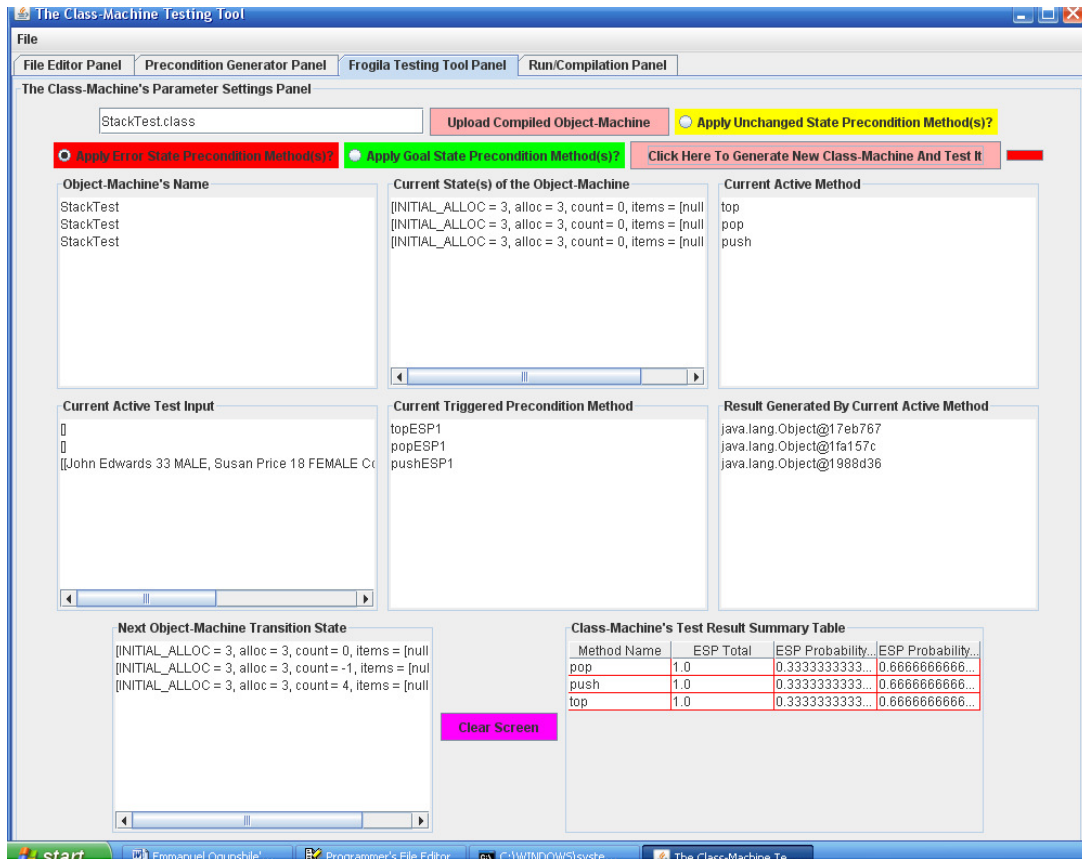 The Class-Machine Testing Tool
File
File Editor Panel
Precondition Generator Panel
Frogila Testing Tool Panel
Run/Compilation Panel
The Class-Machine's Parameter Settings Panel
StackTest.class
Upload Compiled Object-Machine
Apply Unchanged State Precondition Method(s)?
Apply Error State Precondition Method(s)?
Apply Goal State Precondition Method(s)?
Click Here To Generate New Class-Machine And Test It
Object-Machine's Name
StackTest
StackTest
StackTest
Current State(s) of the Object-Machine
[INITIAL_ALLOC = 3, alloc = 3, count = 0, items = [null
[INITIAL_ALLOC = 3, alloc = 3, count = 0, items = [null
[INITIAL_ALLOC = 3, alloc = 3, count = 0, items = [null
Current Active Method
top
pop
push
Current Active Test Input
[]
[]
[[John Edwards 33 MALE, Susan Price 18 FEMALE Co
Current Triggered Precondition Method
topESP1
popESP1
pushESP1
Result Generated By Current Active Method
java.lang.Object@17eb767
java.lang.Object@1fa157c
java.lang.Object@1988d36
Next Object-Machine Transition State
[INITIAL_ALLOC = 3, alloc = 3, count = 0, items = [null
[INITIAL_ALLOC = 3, alloc = 3, count = -1, items = [nul
[INITIAL_ALLOC = 3, alloc = 3, count = 4, items = [null
Clear Screen
Class-Machine's Test Result Summary Table
Method Name ESP Total ESP Probability... ESP Probability...
pop 1.0 0.3333333333... 0.6666666666...
push 1.0 0.3333333333... 0.6666666666...
top 1.0 0.3333333333... 0.6666666666...
start
Emmanuel Ogunshile'
Programmer's File Editor
C:\WINDOWS\syste
The Class-Machine Te